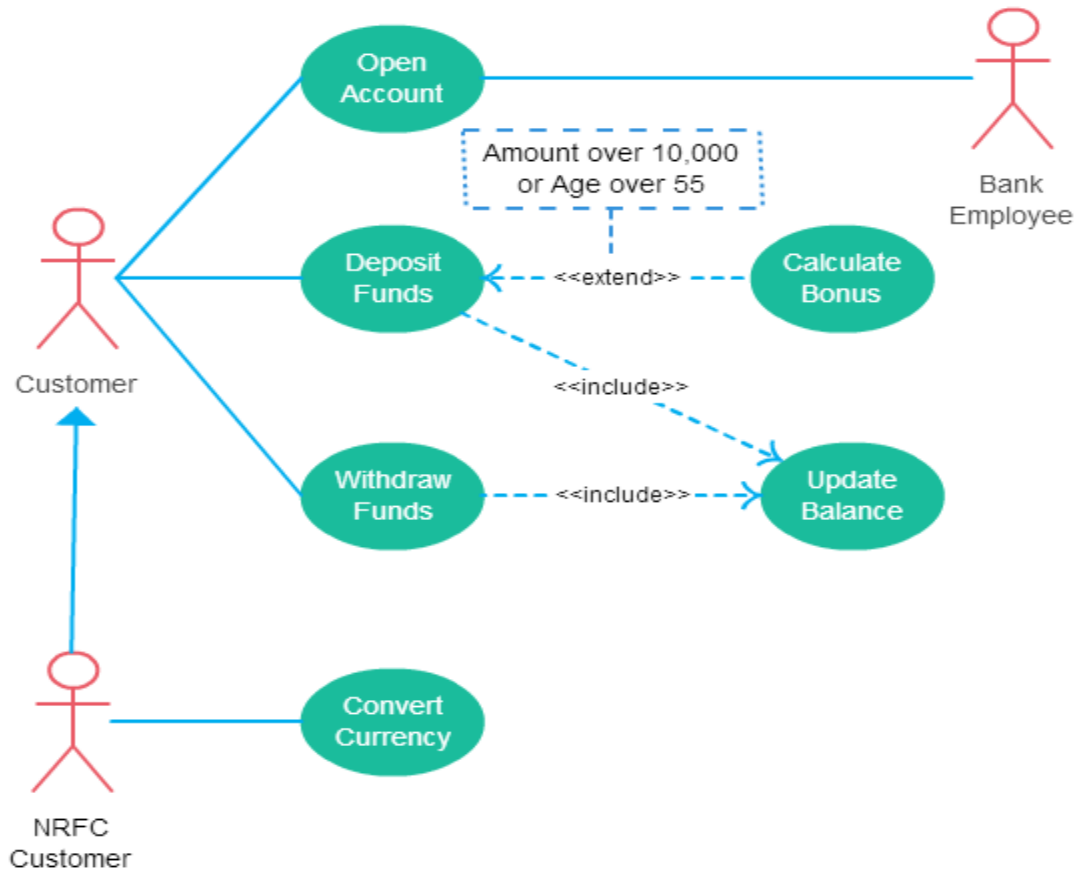 Open
Account
Amount over 10,000
or Age over 55
Bank
Employee
Deposit
Funds
<<extend>>
Calculate
Bonus
Customer
<<include>>
Withdraw
Funds
<<include>>
Update
Balance
Convert
Currency
NRFC
Customer